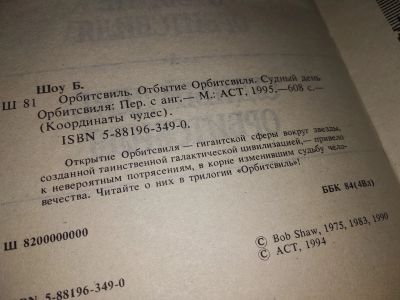 Шоу Б.
Ш 81 Орбитсвиль. Отбытие Орбитсвиля. Судный день
Орбитсвиля: Пер. с анг.— М.: АСТ, 1995.—608 с.—
(Координаты чудес).
ISBN 5-88196-349-0.
Открытие Орбитсвиля — гигантской сферы вокруг звезды,
созданной таинственной галактической цивилизацией,— привело
к невероятным потрясениям, в корне изменившим судьбу чело-
вечества. Читайте о них в трилогии «Орбитсвиль»!
ББК 84(4Вл)
Ш 8200000000
© Bob Shaw, 1975, 1983, 1990
© АСТ, 1994
5-88196-349-0